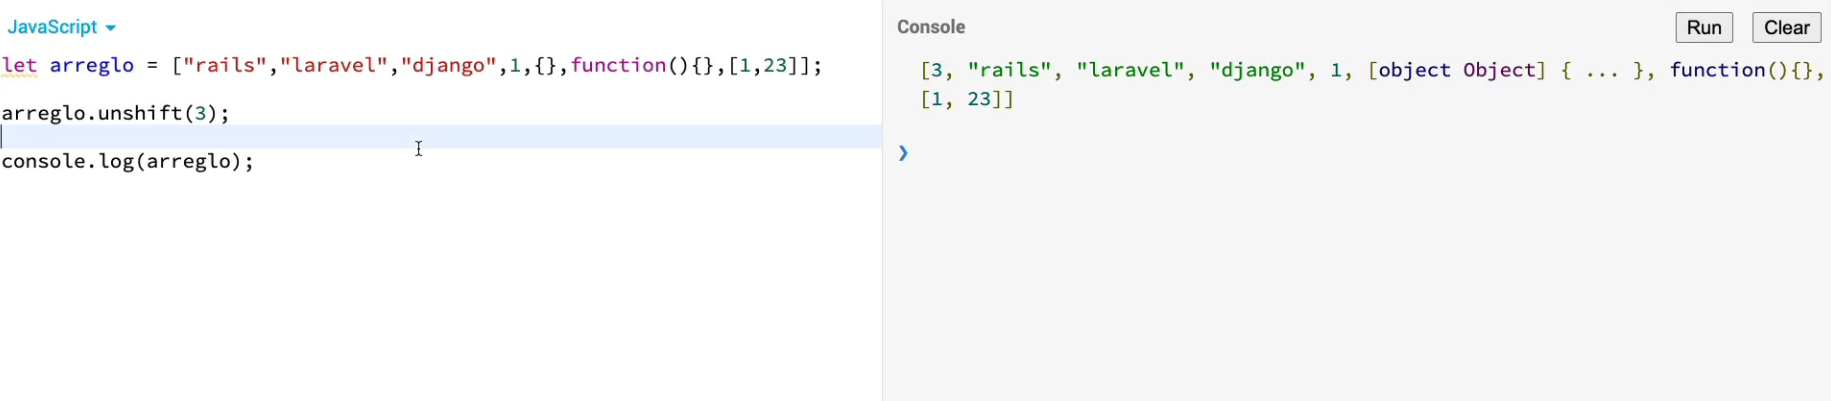 JavaScript
let arreglo = ["rails","laravel","django",1,{},function(){},[1,23]];
arreglo.unshift(3);
console.log(arreglo);
Console
Run
Clear
[3, "rails", "laravel", "django", 1, [object Object] { ... }, function(){},
[1, 23]]